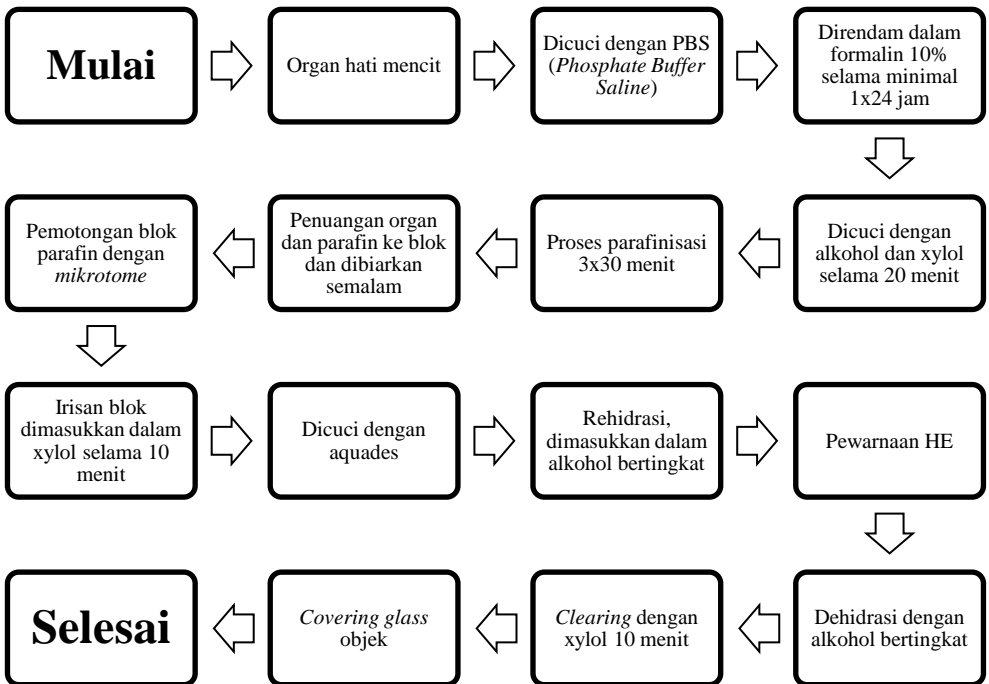 Mulai
Organ hati mencit
Dicuci dengan PBS
(Phosphate Buffer
Saline)
Direndam dalam
formalin 10%
selama minimal
1x24 jam
Dicuci dengan
alkohol dan xylol
selama 20 menit
Proses parafinisasi
3x30 menit
Penuangan organ
dan parafin ke blok
dan dibiarkan
semalam
Pemotongan blok
parafin dengan
mikrotome
Irisan blok
dimasukkan dalam
xylol selama 10
menit
Dicuci dengan
aquades
Rehidrasi,
dimasukkan dalam
alkohol bertingkat
Pewarnaan HE
Dehidrasi dengan
alkohol bertingkat
Clearing dengan
xylol 10 menit
Covering glass
objek
Selesai